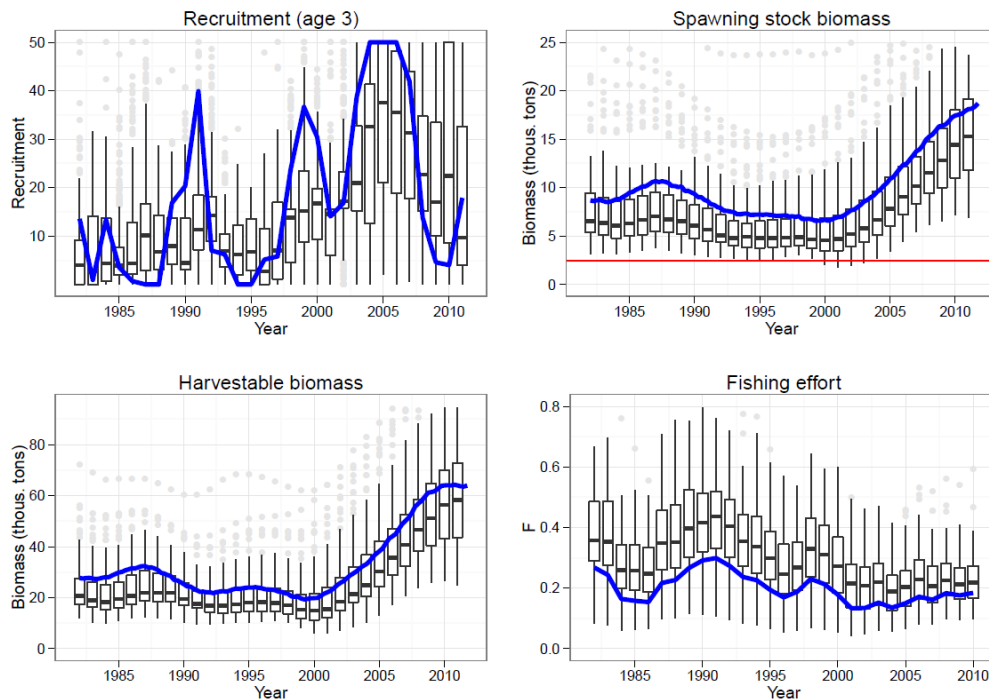 Recruitment (age 3)
50
40
30
20
10
Recruitment
1985 1990 1995 2000 2005 2010
Year
Spawning stock biomass
25
20
15
10
5
0
Biomass (thous. tons)
1985 1990 1995 2000 2005 2010
Year
Harvestable biomass
80
60
40
20
0
Biomass (thous. tons)
1985 1990 1995 2000 2005 2010
Year
Fishing effort
0.8
0.6
0.4
0.2
0.0
F
1985 1990 1995 2000 2005 2010
Year